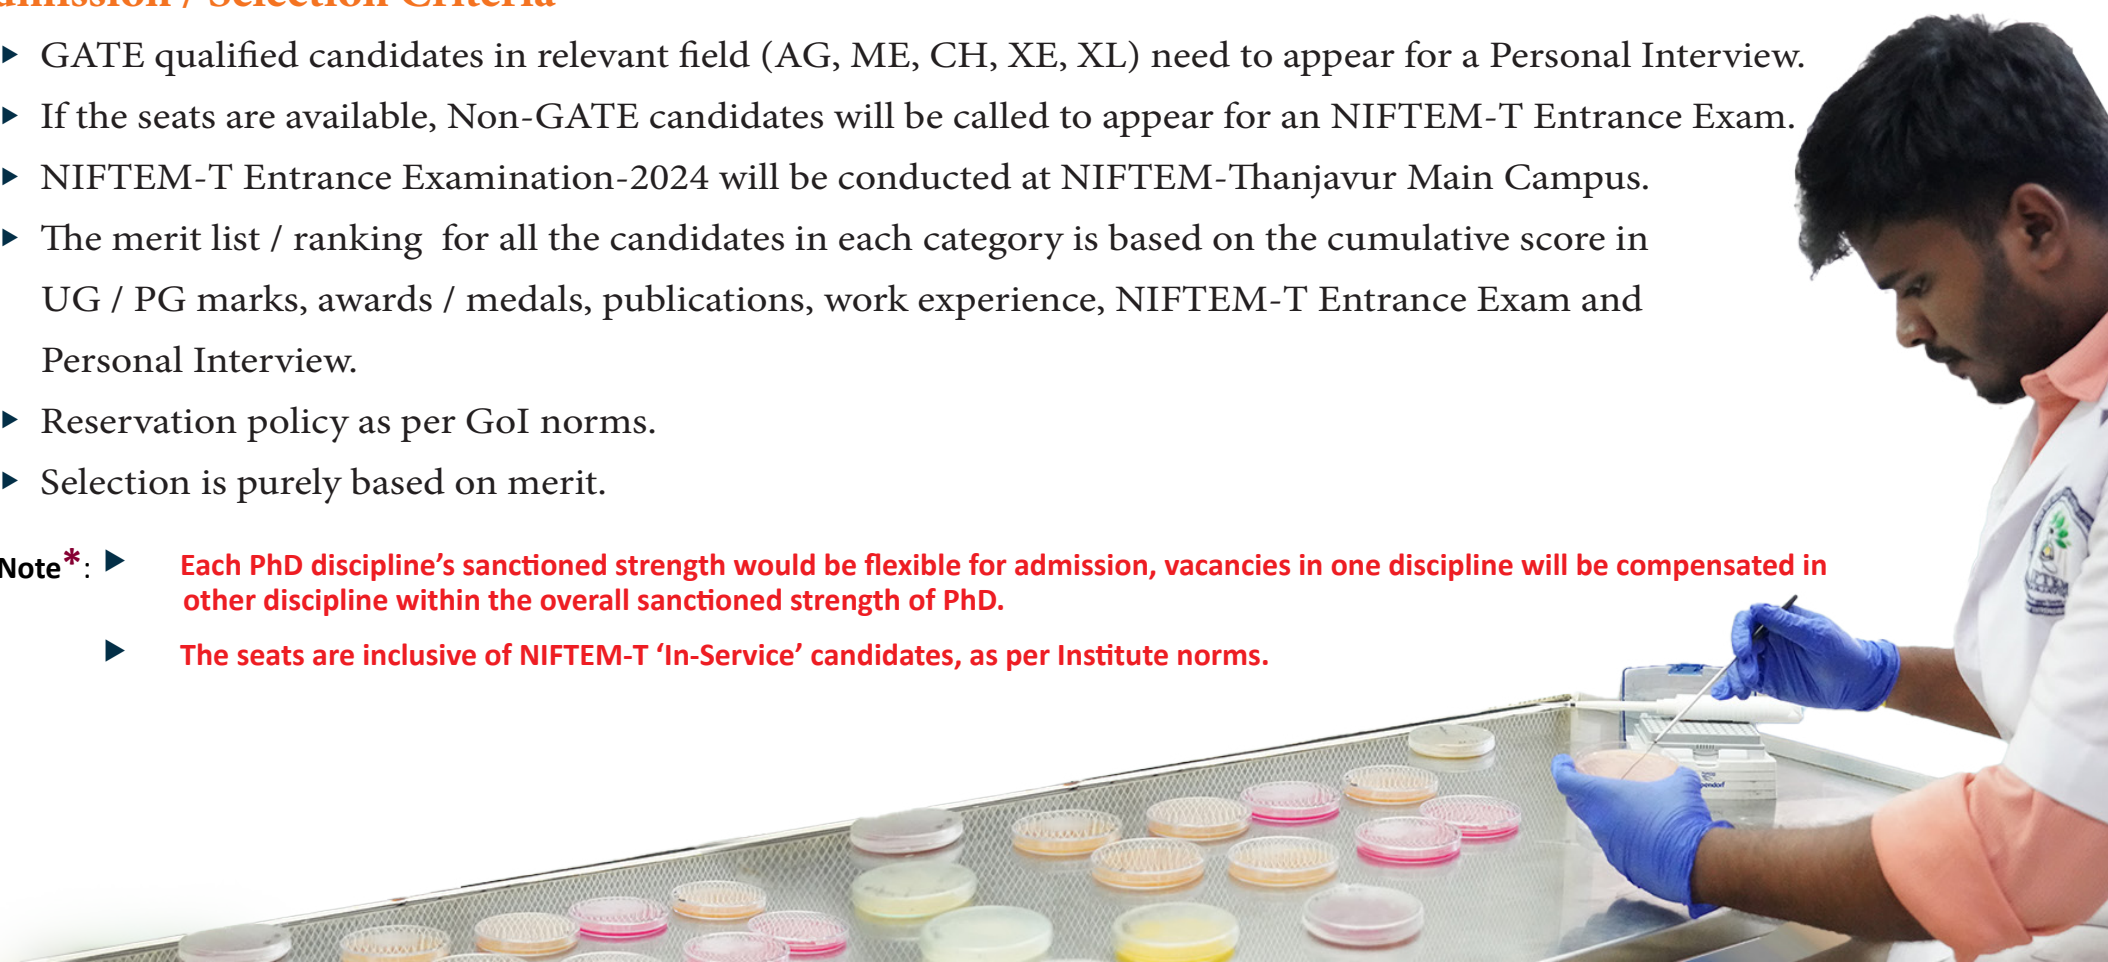 Selection Criteria
▶ GATE qualified candidates in relevant field (AG, ME, CH, XE, XL) need to appear for a Personal Interview.
▶ If the seats are available, Non-GATE candidates will be called to appear for an NIFTEM-T Entrance Exam.
▶ NIFTEM-T Entrance Examination-2024 will be conducted at NIFTEM-Thanjavur Main Campus.
▶ The merit list / ranking for all the candidates in each category is based on the cumulative score in
UG / PG marks, awards / medals, publications, work experience, NIFTEM-T Entrance Exam and
Personal Interview.
▶ Reservation policy as per GoI norms.
▶ Selection is purely based on merit.
Note*: ▶ Each PhD discipline's sanctioned strength would be flexible for admission, vacancies in one discipline will be compensated in
other discipline within the overall sanctioned strength of PhD.
▶ The seats are inclusive of NIFTEM-T ‘In-Service’ candidates, as per Institute norms.